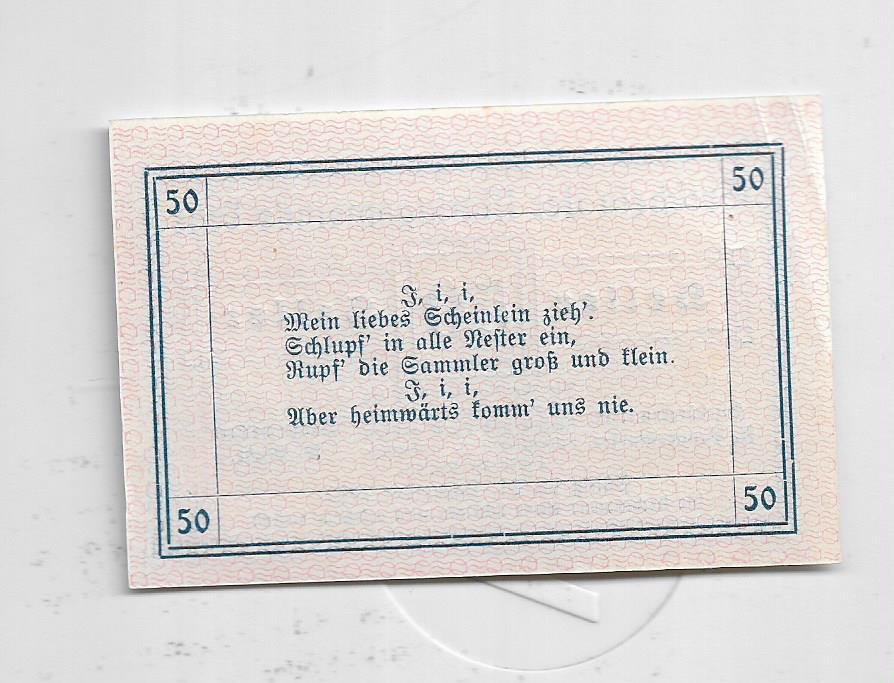 50
50
I, i, i,
Mein liebes Scheinlein zieh'.
Schlupf' in alle Nester ein,
Rupf' die Sammler groß und klein.
I, i, i,
Aber heimwärts komm' uns nie.
50
50